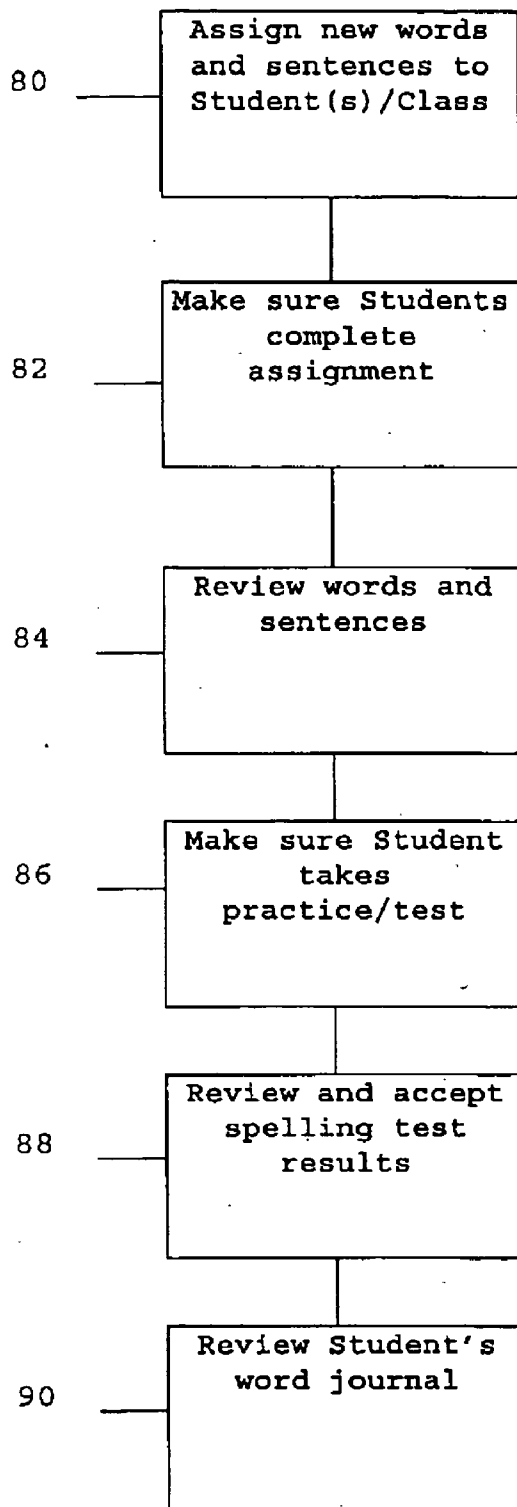 Assign new words
and sentences to
80
Student(s)/Class
Make sure Students
complete
82
assignment
Review words and
sentences
84
Make sure Student
86
takes
practice/test
Review and accept
spelling test
88
results
Review Student's
word journal
90